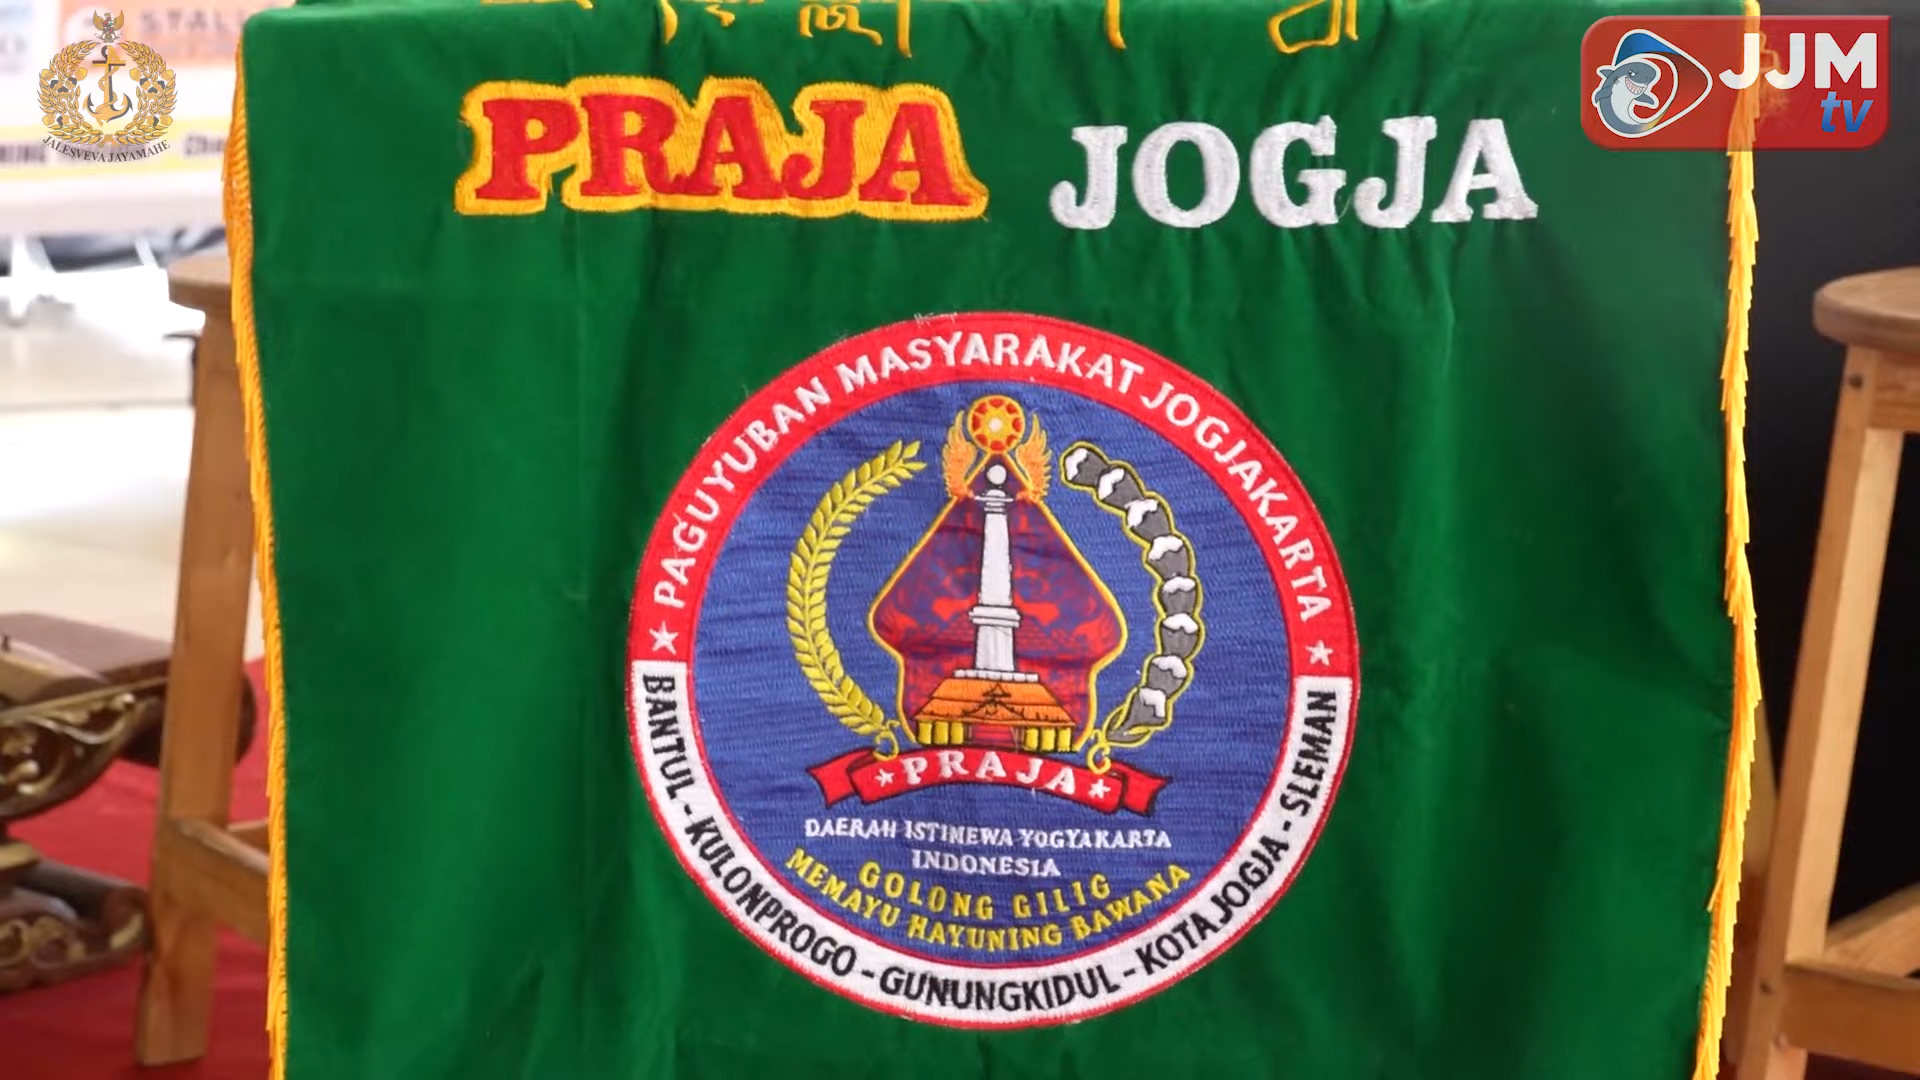 PRAJA JOGJA
PAGUYUBAN MASYARAKAT JOGJAKARTA
PRAJA
DAERAH ISTIMEWA YOGYAKARTA
INDONESIA
GOLONG GILIG
MEMAYU HAYUNING BAWANA
BANTUL - KULONPROGO - GUNUNGKIDUL - KOTA JOGJA - SLEMAN
JALESVEVA JAYAMAHE
JJM
tv